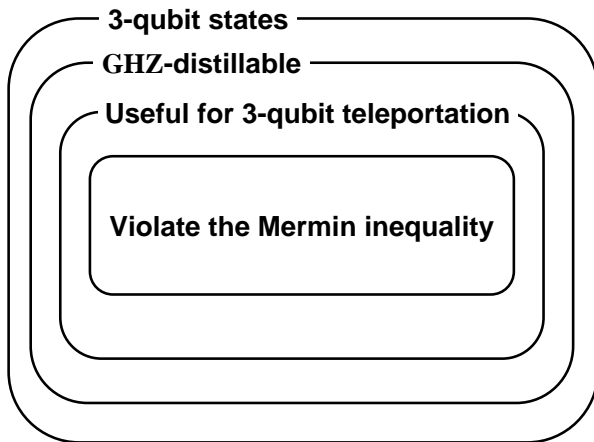 3-qubit states
GHZ-distillable
Useful for 3-qubit teleportation
Violate the Mermin inequality